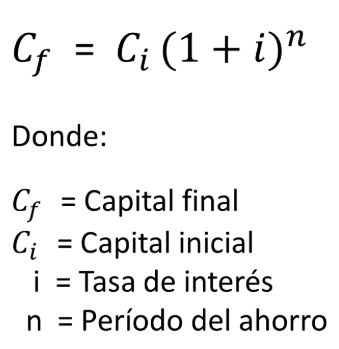 C_f = C_i (1 + i)^n
Donde:
C_f = Capital final
C_i = Capital inicial
i = Tasa de interés
n = Período del ahorro